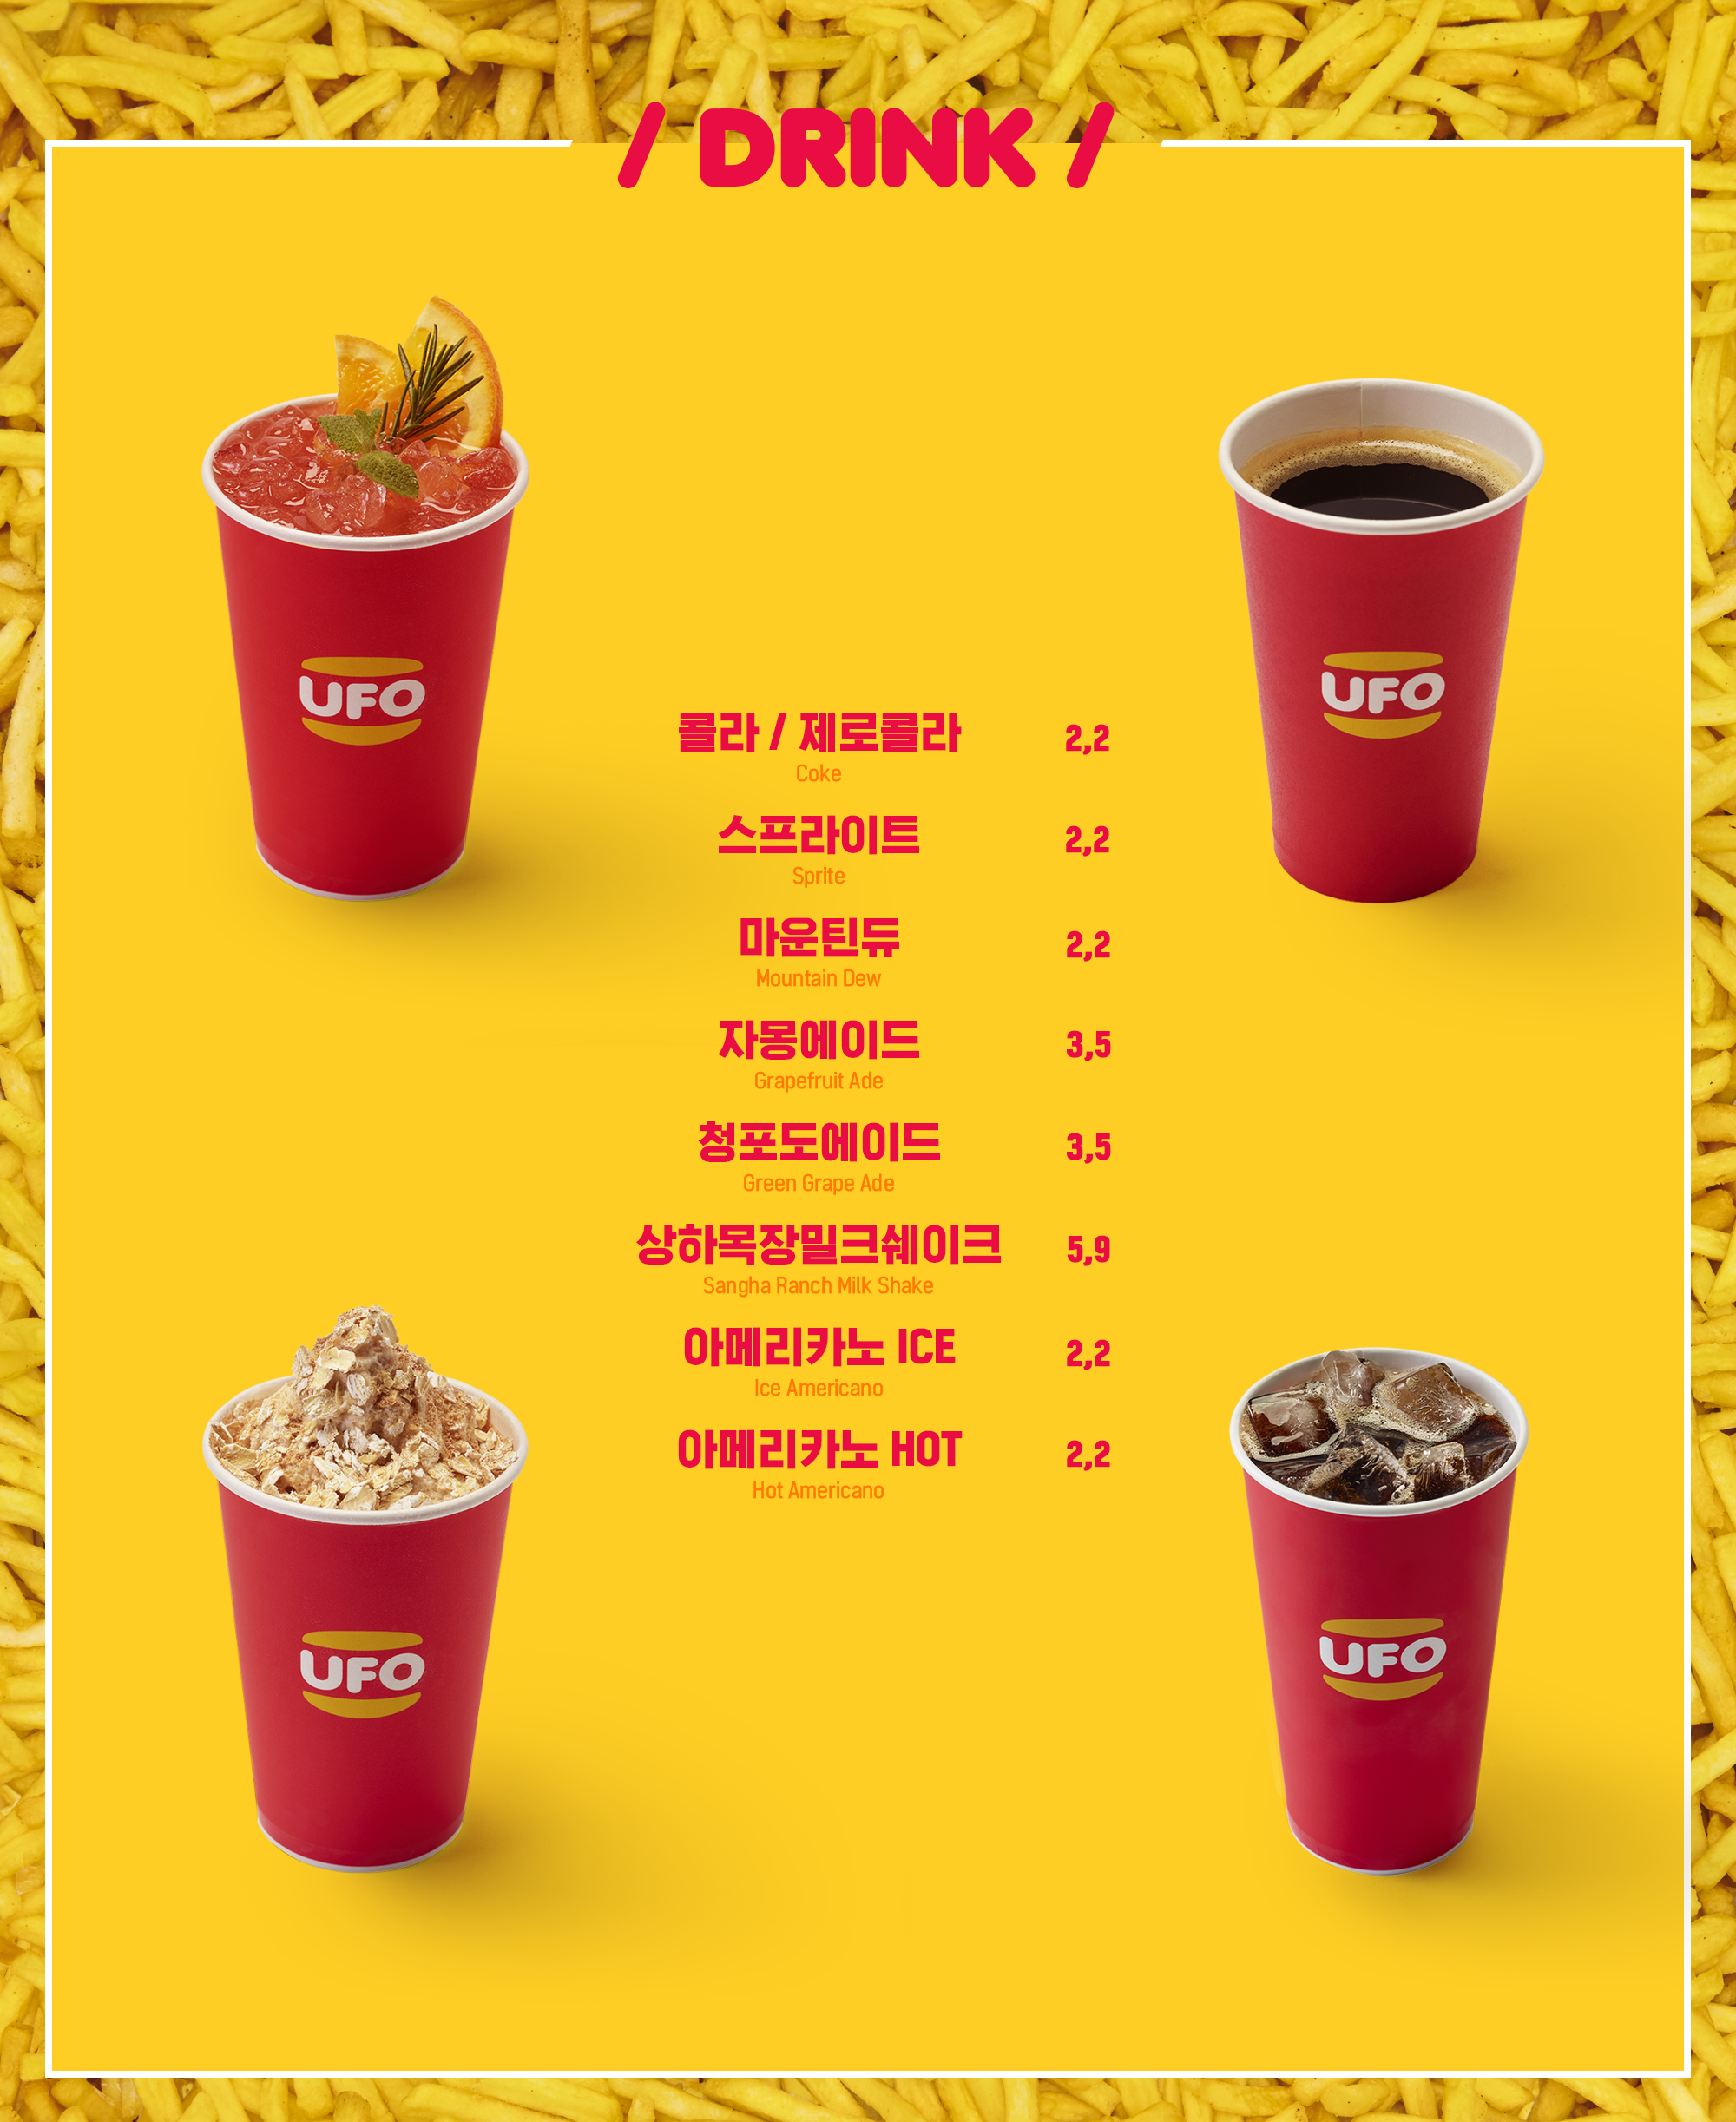 / DRINK /
콜라 / 제로콜라 2,2
Coke
스프라이트 2,2
Sprite
마운틴듀 2,2
Mountain Dew
자몽에이드 3,5
Grapefruit Ade
청포도에이드 3,5
Green Grape Ade
상하목장밀크쉐이크 5,9
Sangha Ranch Milk Shake
아메리카노 ICE 2,2
Ice Americano
아메리카노 HOT 2,2
Hot Americano
UFO
UFO
UFO
UFO